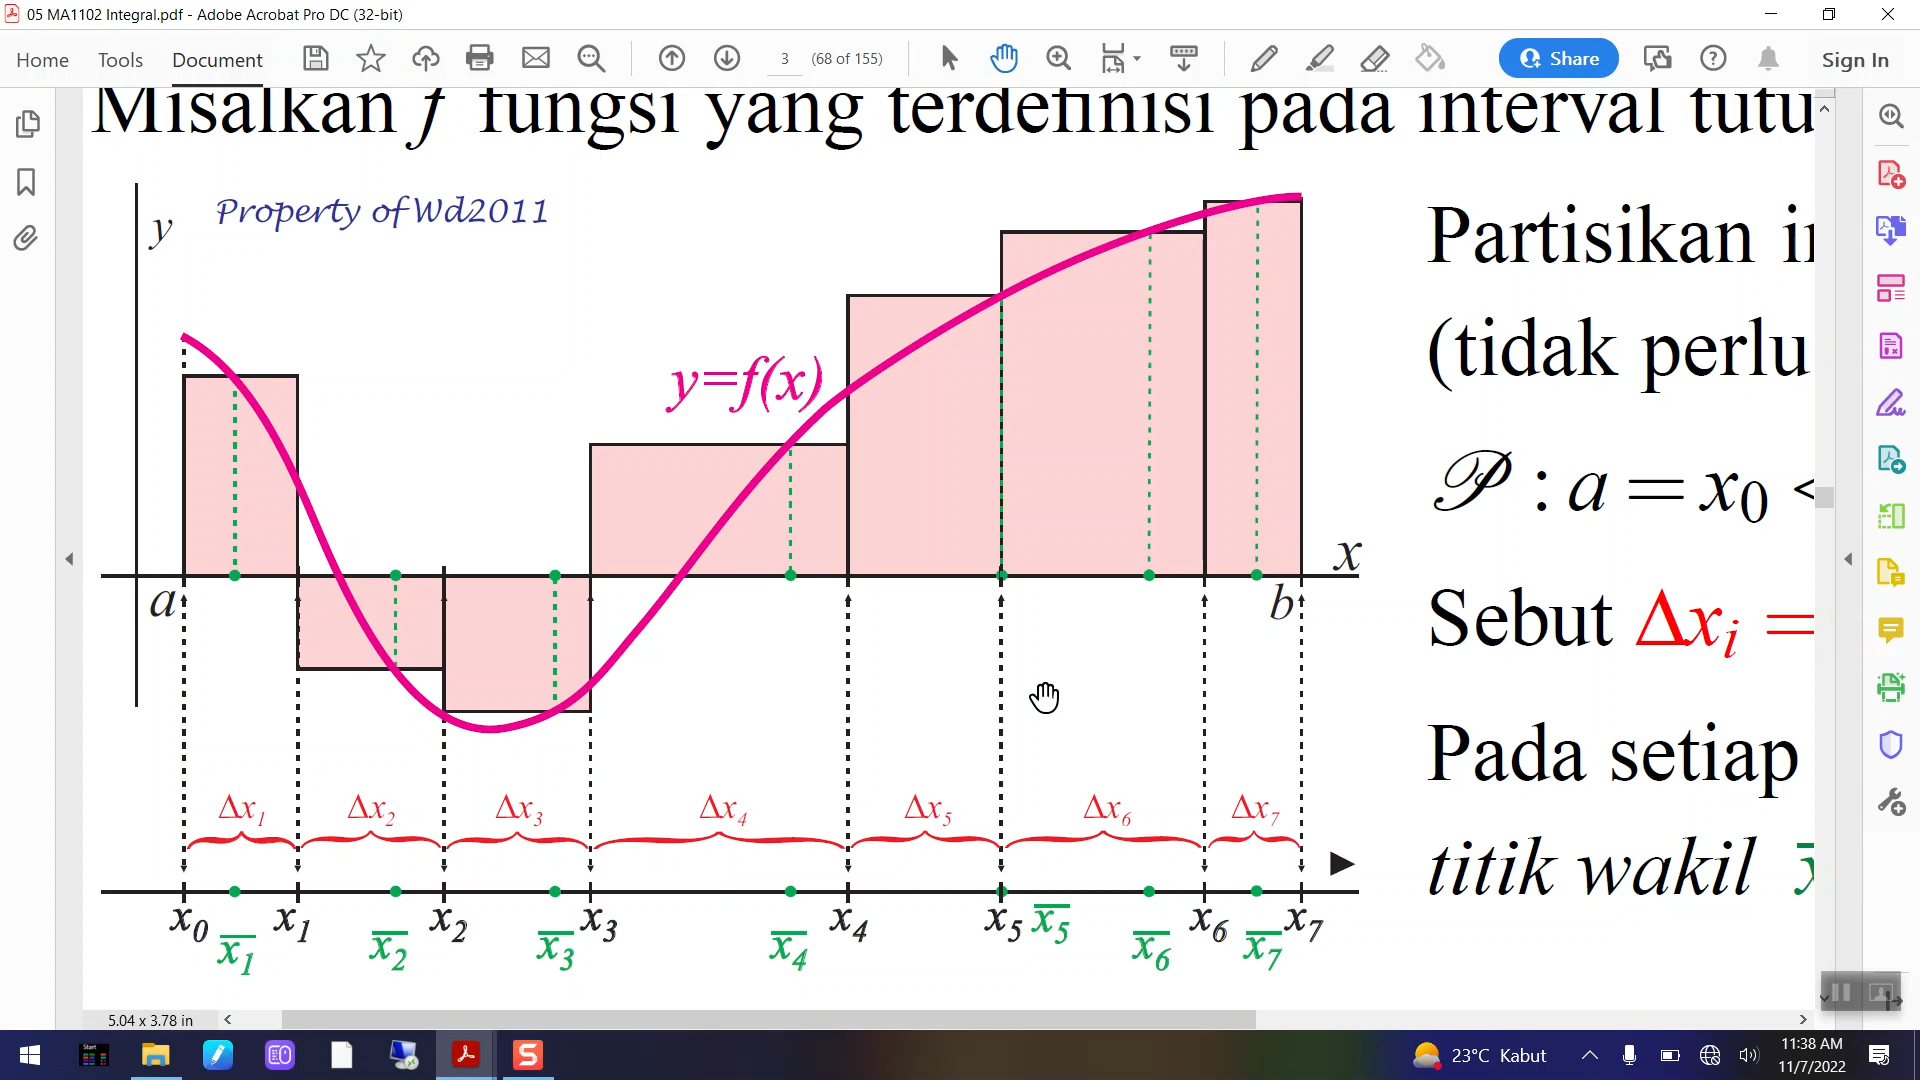 05 MA1102 Integral.pdf - Adobe Acrobat Pro DC (32-bit)
Home Tools Document 3 (68 of 155) Share Sign In
Misalkan f fungsi yang terdefinisi pada interval tutu
Property of Wd2011
y
y=f(x)
x
a
b
Δx₁ Δx₂ Δx₃ Δx₄ Δx₅ Δx₆ Δx₇
x₀ x₁ x₂ x₃ x₄ x₅ x̅₅ x₆ x₇
x̅₁ x̅₂ x̅₃ x̅₄ x̅₆ x̅₇
Partisikan
(tidak perlu
𝒫 : a = x₀ <
Sebut Δxᵢ =
Pada setiap
titik wakil
5.04 x 3.78 in
Start
S
23°C Kabut
11:38 AM
11/7/2022